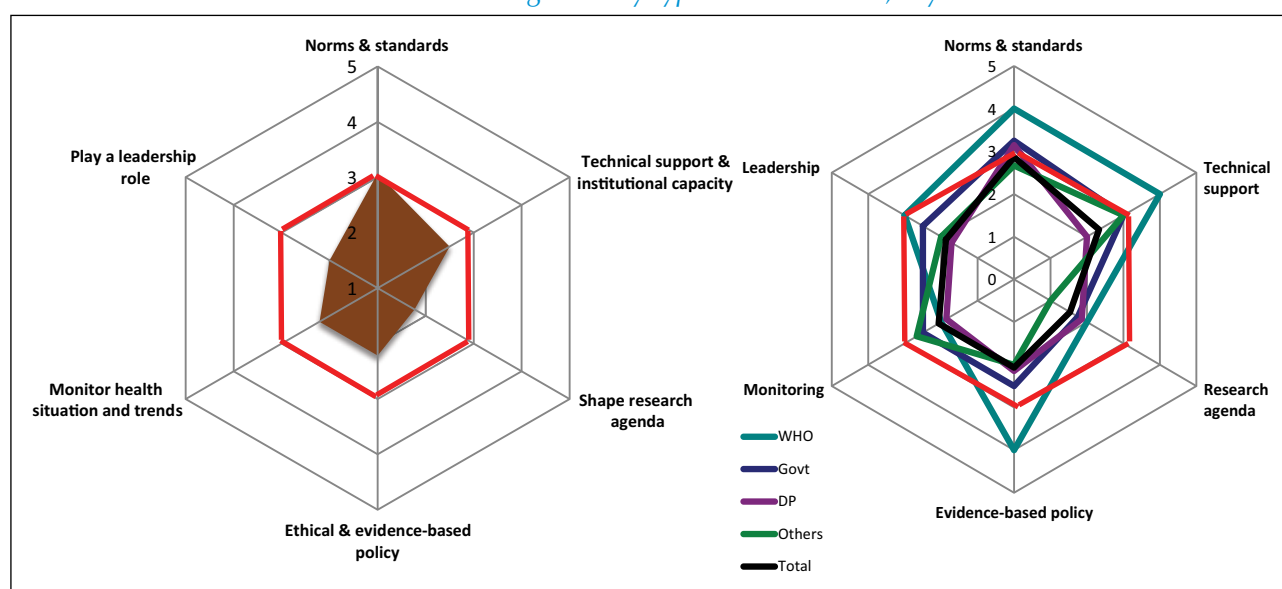 Norms & standards
5
4
3
2
1
Play a leadership
role
Technical support &
institutional capacity
Monitor health
situation and trends
Shape research
agenda
Ethical & evidence-based
policy
Norms & standards
5
4
3
2
1
0
Leadership
Technical
support
Monitoring
Research
agenda
Evidence-based policy
WHO
Govt
DP
Others
Total